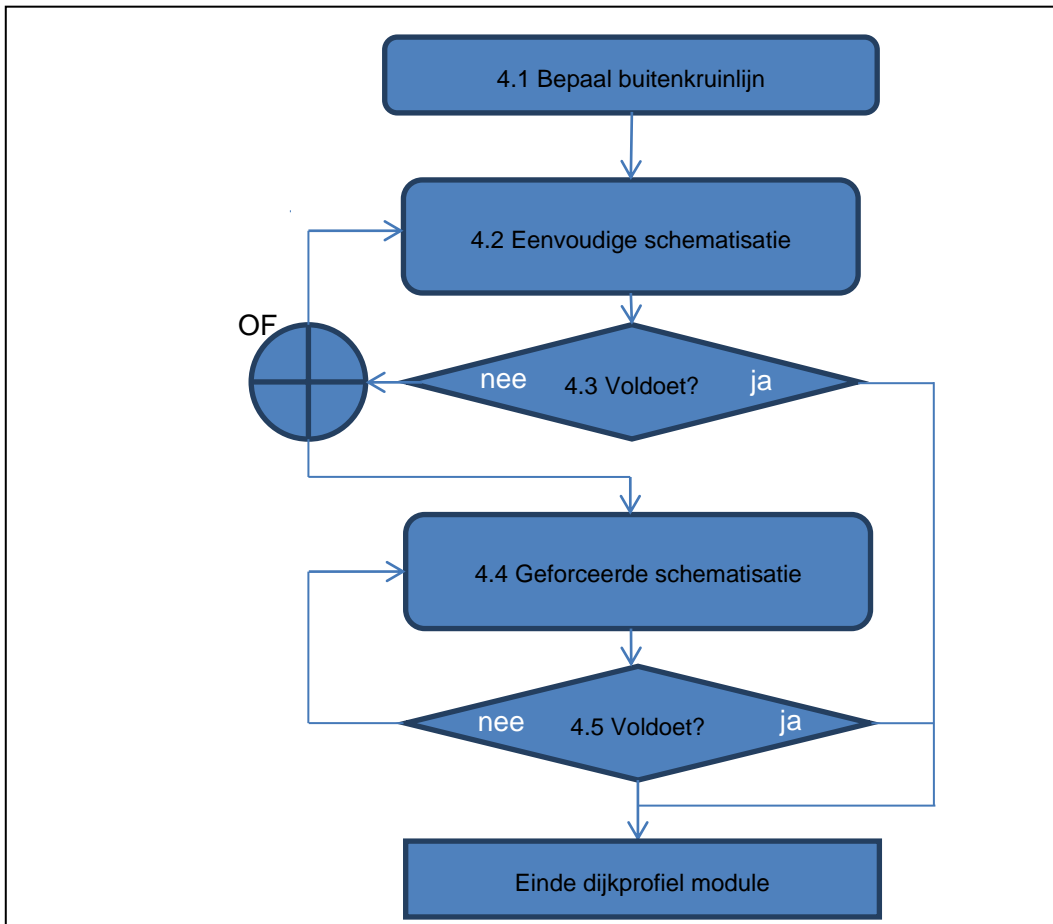 4.1 Bepaal buitenkruinlijn
4.2 Eenvoudige schematisatie
OF
nee
4.3 Voldoet?
ja
4.4 Geforceerde schematisatie
nee
4.5 Voldoet?
ja
Einde dijkprofiel module